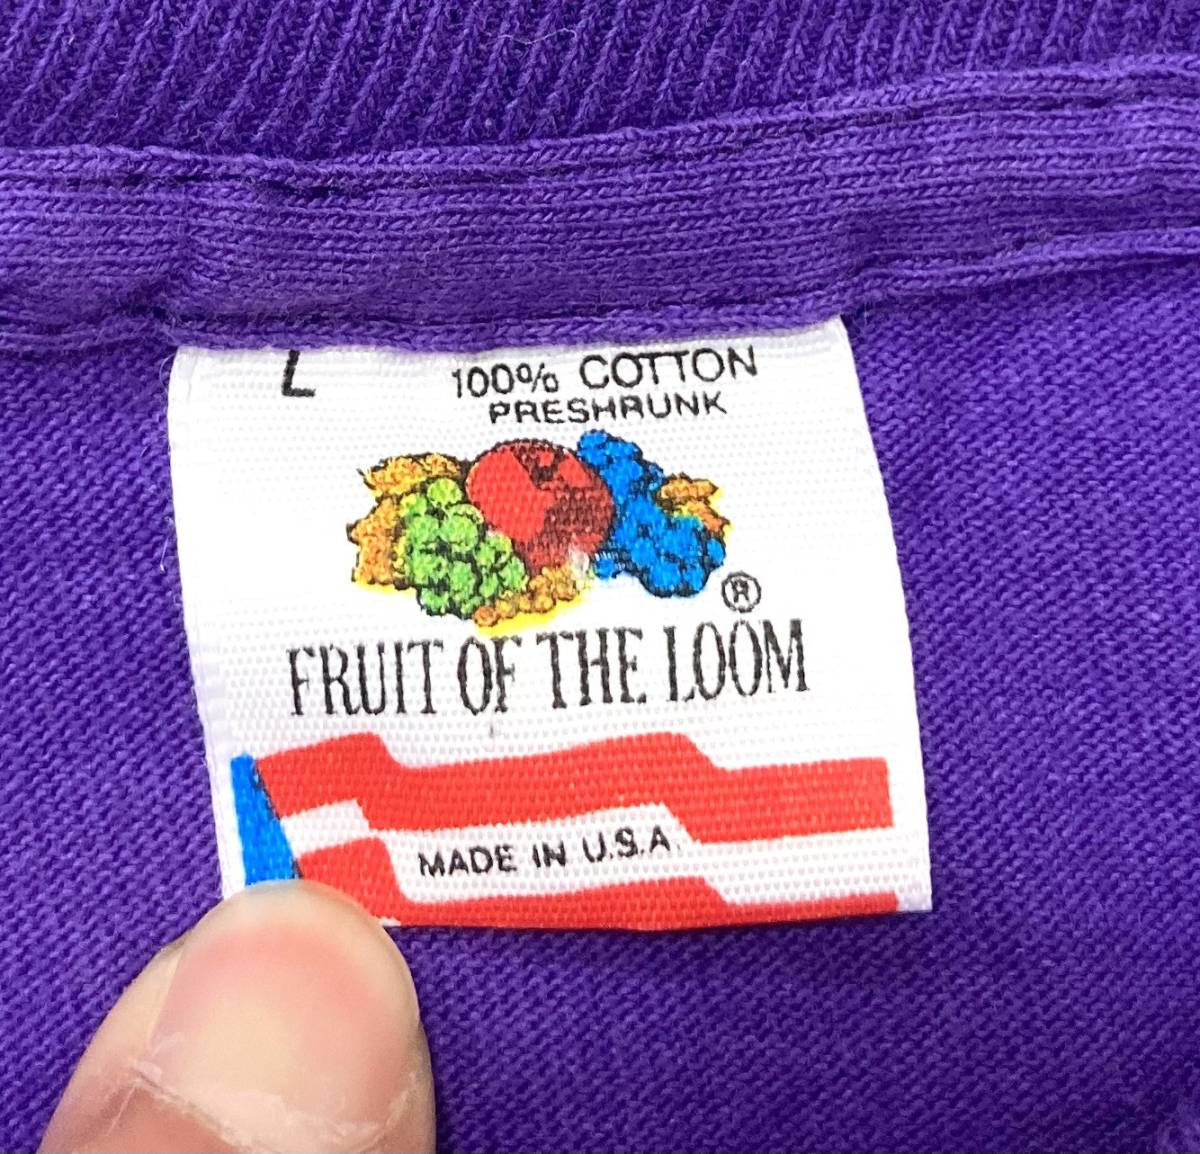 L
100% COTTON
PRESHRUNK
®
FRUIT OF THE LOOM
MADE IN U.S.A.